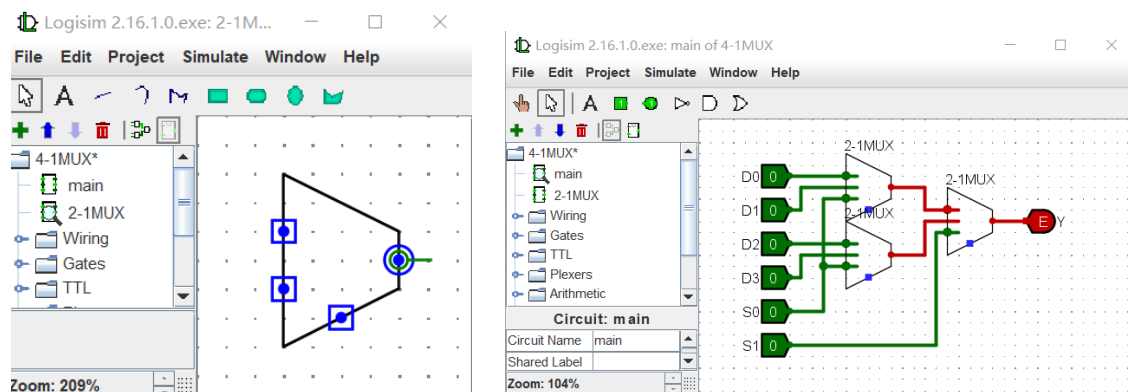 Logisim 2.16.1.0.exe: 2-1M...
File Edit Project Simulate Window Help
4-1MUX*
main
2-1MUX
Wiring
Gates
TTL
Zoom: 209%
Logisim 2.16.1.0.exe: main of 4-1MUX
File Edit Project Simulate Window Help
4-1MUX*
main
2-1MUX
Wiring
Gates
TTL
Plexers
Arithmetic
Circuit: main
Circuit Name main
Shared Label
Zoom: 104%
2-1MUX
D0 0
2-1MUX
D1 0
2-1MUX
E Y
D2 0
D3 0
S0 0
S1 0